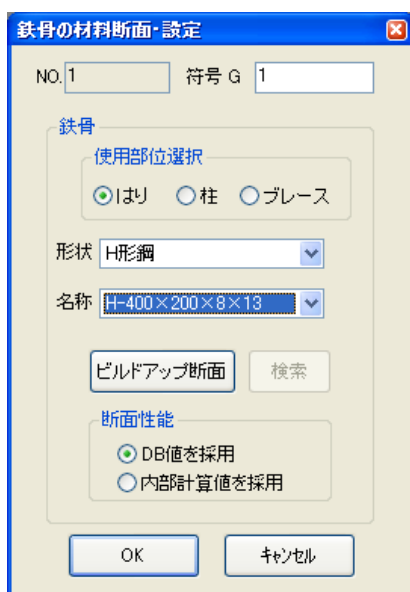 鉄骨の材料断面・設定
NO. 1 符号 G 1
鉄骨
使用部位選択
はり 柱 ブレース
形状 H形鋼
名称 H-400×200×8×13
ビルドアップ断面 検索
断面性能
DB値を採用
内部計算値を採用
OK キャンセル